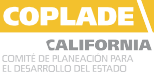 COPLADE
CALIFORNIA
COMITÉ DE PLANEACIÓN PARA
EL DESARROLLO DEL ESTADO